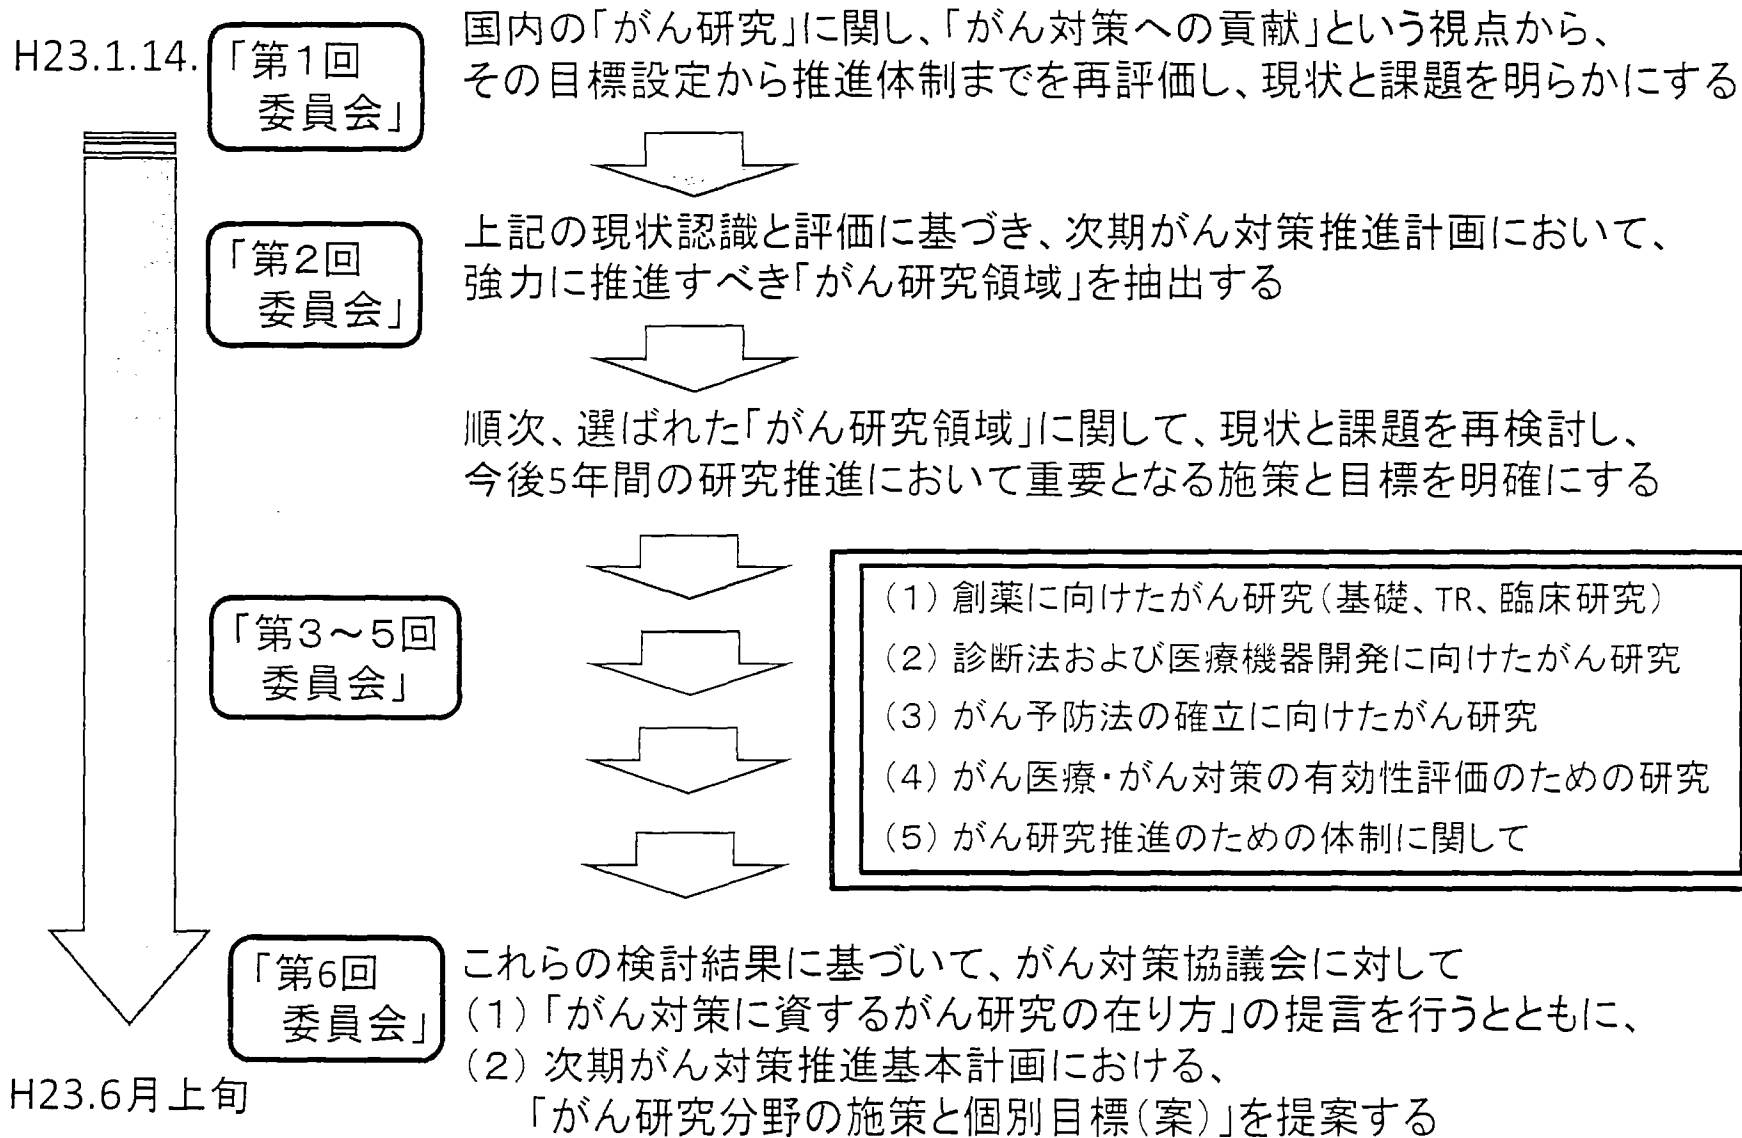 H23.1.14.
「第1回
委員会」
国内の「がん研究」に関し、「がん対策への貢献」という視点から、
その目標設定から推進体制までを再評価し、現状と課題を明らかにする
「第2回
委員会」
上記の現状認識と評価に基づき、次期がん対策推進計画において、
強力に推進すべき「がん研究領域」を抽出する
順次、選ばれた「がん研究領域」に関して、現状と課題を再検討し、
今後5年間の研究推進において重要となる施策と目標を明確にする
「第3～5回
委員会」
(1) 創薬に向けたがん研究(基礎、TR、臨床研究)
(2) 診断法および医療機器開発に向けたがん研究
(3) がん予防法の確立に向けたがん研究
(4) がん医療・がん対策の有効性評価のための研究
(5) がん研究推進のための体制に関して
「第6回
委員会」
これらの検討結果に基づいて、がん対策協議会に対して
(1)「がん対策に資するがん研究の在り方」の提言を行うとともに、
(2) 次期がん対策推進基本計画における、
「がん研究分野の施策と個別目標(案)」を提案する
H23.6月上旬